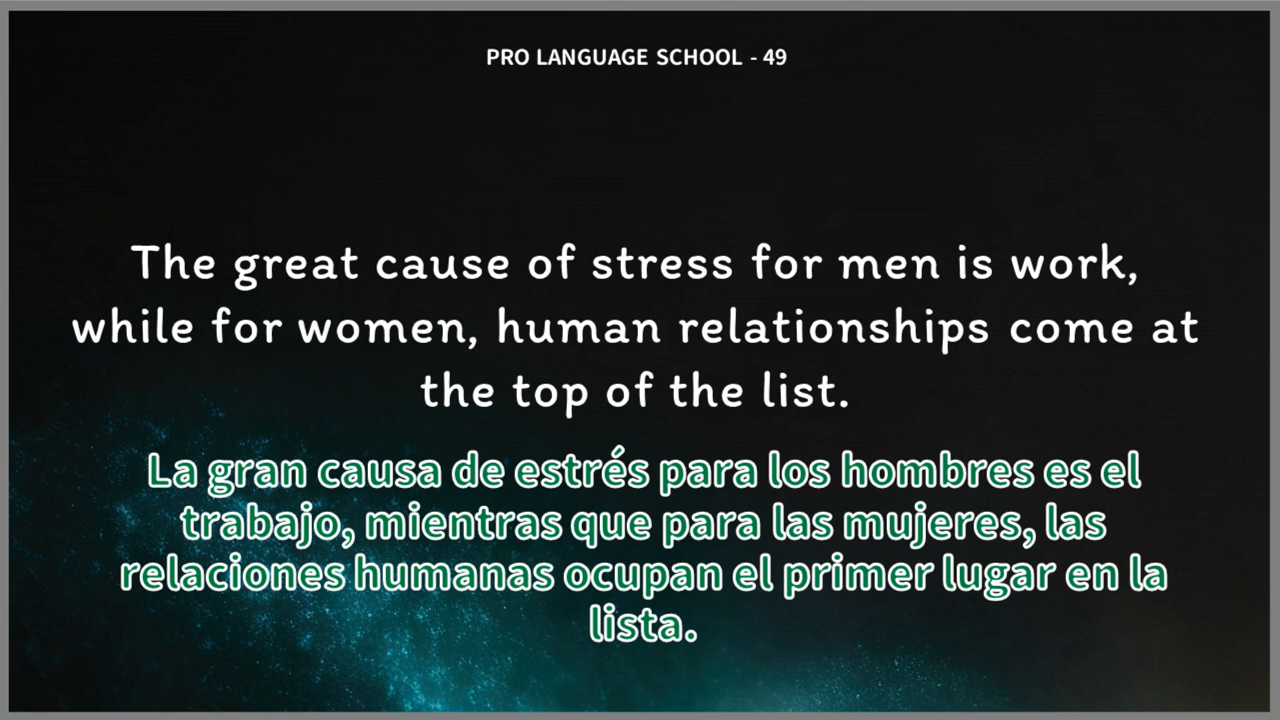 PRO LANGUAGE SCHOOL - 49
The great cause of stress for men is work,
while for women, human relationships come at
the top of the list.
La gran causa de estrés para los hombres es el
trabajo, mientras que para las mujeres, las
relaciones humanas ocupan el primer lugar en la
lista.